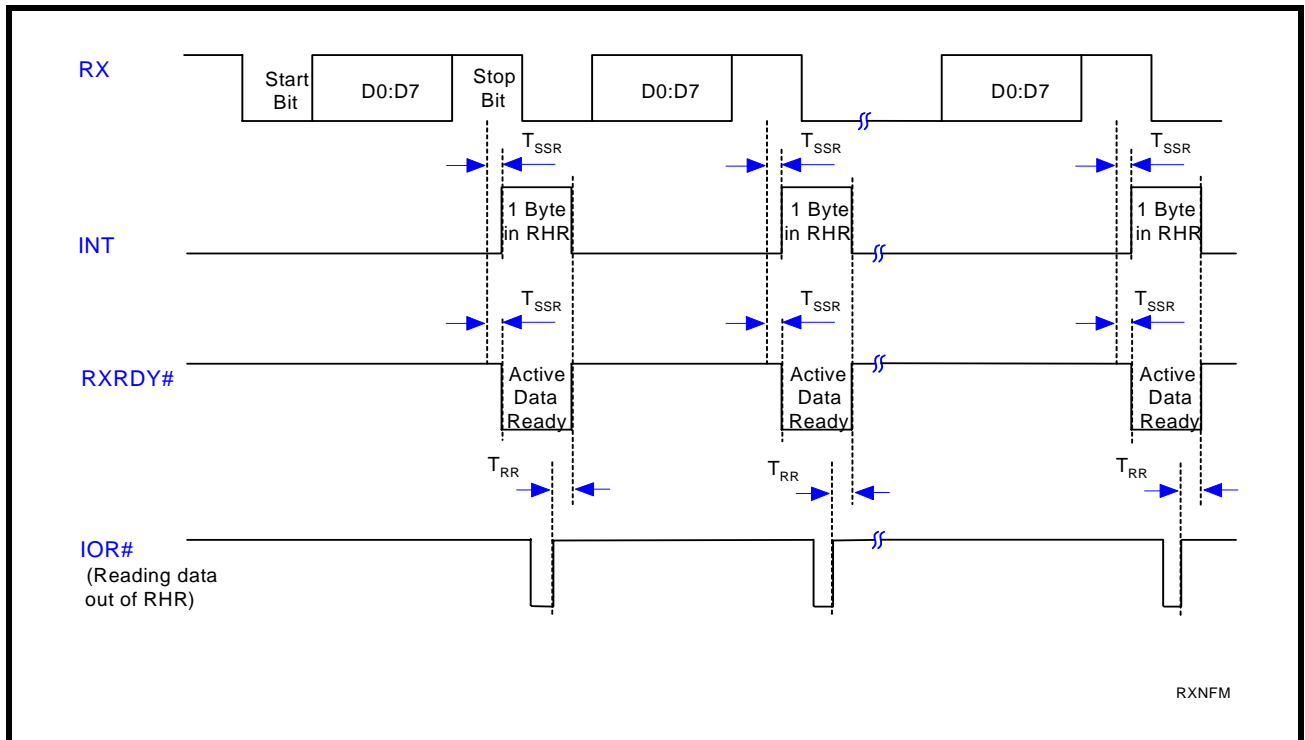 RX
Start
Bit
D0:D7
Stop
Bit
D0:D7
D0:D7
TSSR
TSSR
TSSR
INT
1 Byte
in RHR
1 Byte
in RHR
1 Byte
in RHR
TSSR
TSSR
TSSR
RXRDY#
Active
Data
Ready
Active
Data
Ready
Active
Data
Ready
TRR
TRR
TRR
IOR#
(Reading data
out of RHR)
RXNFM